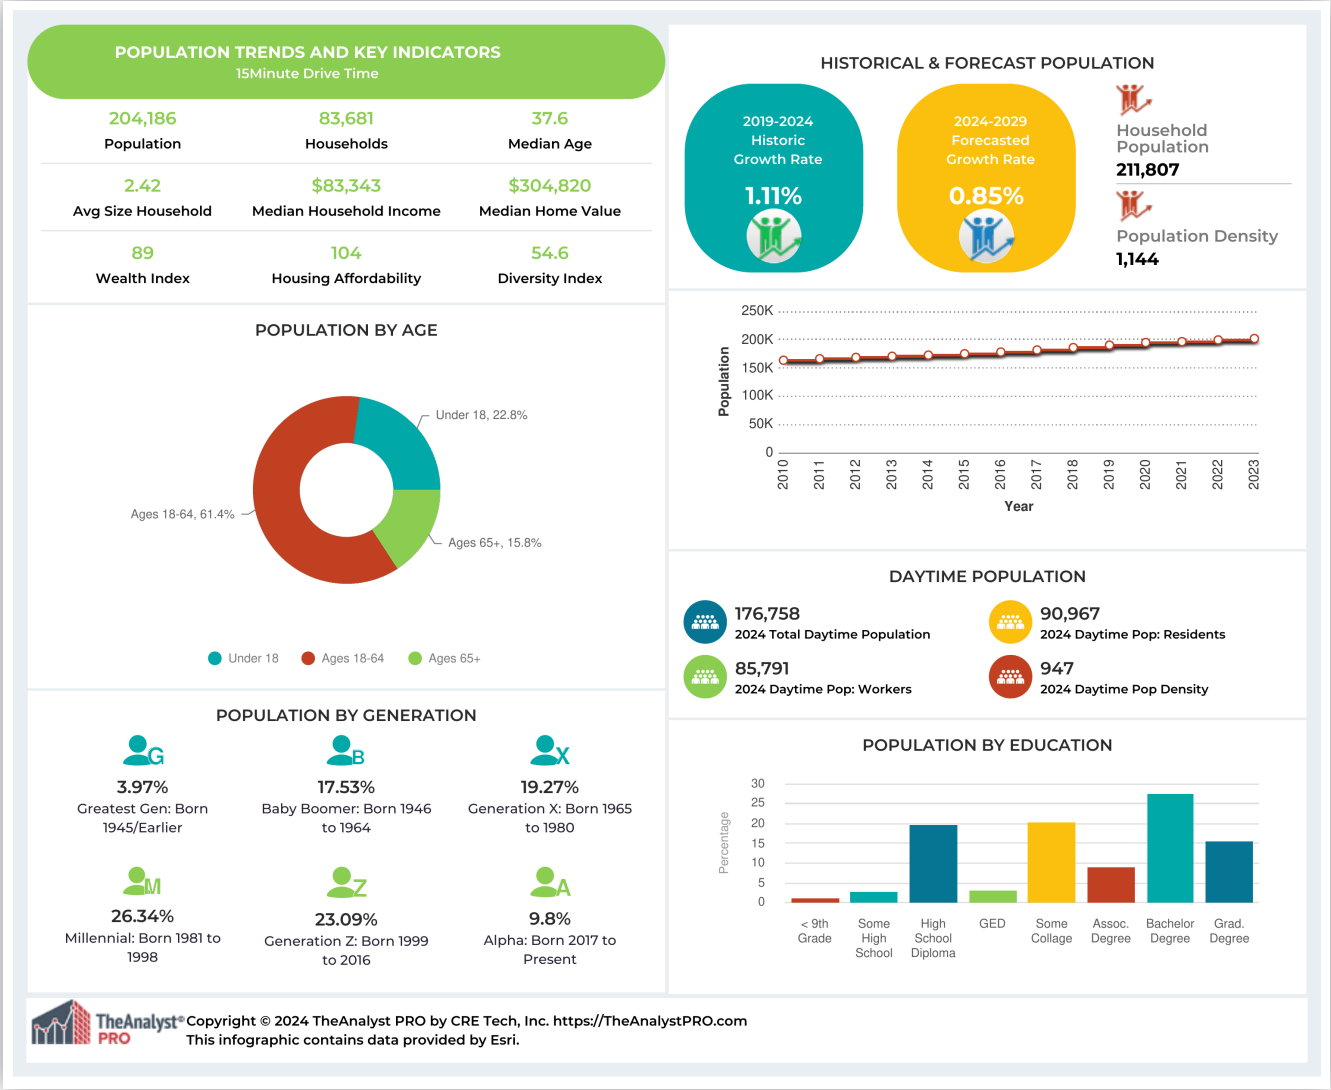 POPULATION TRENDS AND KEY INDICATORS
15Minute Drive Time
204,186
Population
83,681
Households
37.6
Median Age
2.42
Avg Size Household
$83,343
Median Household Income
$304,820
Median Home Value
89
Wealth Index
104
Housing Affordability
54.6
Diversity Index
POPULATION BY AGE
Under 18, 22.8%
Ages 18-64, 61.4%
Ages 65+, 15.8%
Under 18
Ages 18-64
Ages 65+
POPULATION BY GENERATION
G
3.97%
Greatest Gen: Born
1945/Earlier
B
17.53%
Baby Boomer: Born 1946
to 1964
X
19.27%
Generation X: Born 1965
to 1980
M
26.34%
Millennial: Born 1981 to
1998
Z
23.09%
Generation Z: Born 1999
to 2016
A
9.8%
Alpha: Born 2017 to
Present
HISTORICAL & FORECAST POPULATION
2019-2024
Historic
Growth Rate
1.11%
2024-2029
Forecasted
Growth Rate
0.85%
Household
Population
211,807
Population Density
1,144
Population
250K
200K
150K
100K
50K
0
2010
2011
2012
2013
2014
2015
2016
2017
2018
2019
2020
2021
2022
2023
Year
DAYTIME POPULATION
176,758
2024 Total Daytime Population
90,967
2024 Daytime Pop: Residents
85,791
2024 Daytime Pop: Workers
947
2024 Daytime Pop Density
POPULATION BY EDUCATION
Percentage
30
25
20
15
10
5
0
< 9th
Grade
Some
High
School
High
School
Diploma
GED
Some
Collage
Assoc.
Degree
Bachelor
Degree
Grad.
Degree
TheAnalyst®
PRO
Copyright © 2024 TheAnalyst PRO by CRE Tech, Inc. https://TheAnalystPRO.com
This infographic contains data provided by Esri.